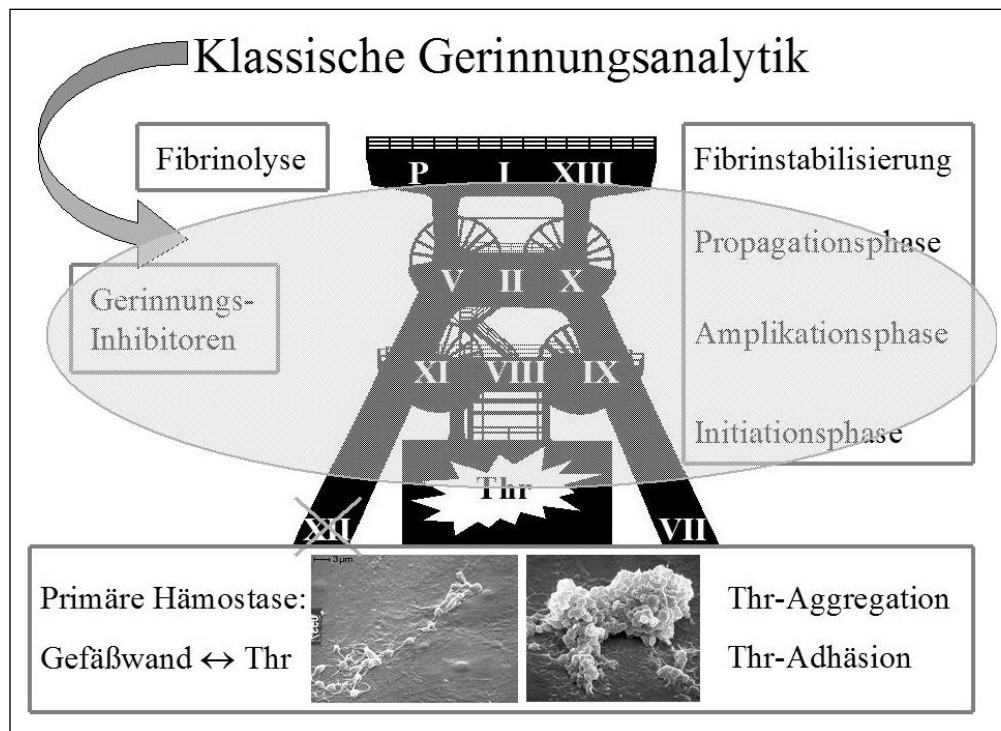 Klassische Gerinnungsanalytik
Fibrinolyse
P I XIII
Fibrinstabilisierung
Propagationsphase
V II X
Gerinnungs-
Inhibitoren
Amplikationsphase
XI VIII IX
Initiationsphase
Thr
XII
VII
Primäre Hämostase:
Gefäßwand ↔ Thr
3µm
Thr-Aggregation
Thr-Adhäsion